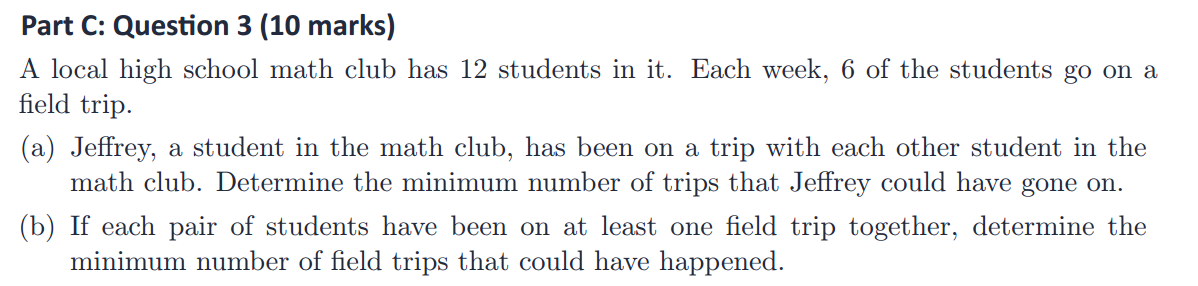 Part C: Question 3 (10 marks)
A local high school math club has 12 students in it. Each week, 6 of the students go on a
field trip.
(a) Jeffrey, a student in the math club, has been on a trip with each other student in the
math club. Determine the minimum number of trips that Jeffrey could have gone on.
(b) If each pair of students have been on at least one field trip together, determine the
minimum number of field trips that could have happened.